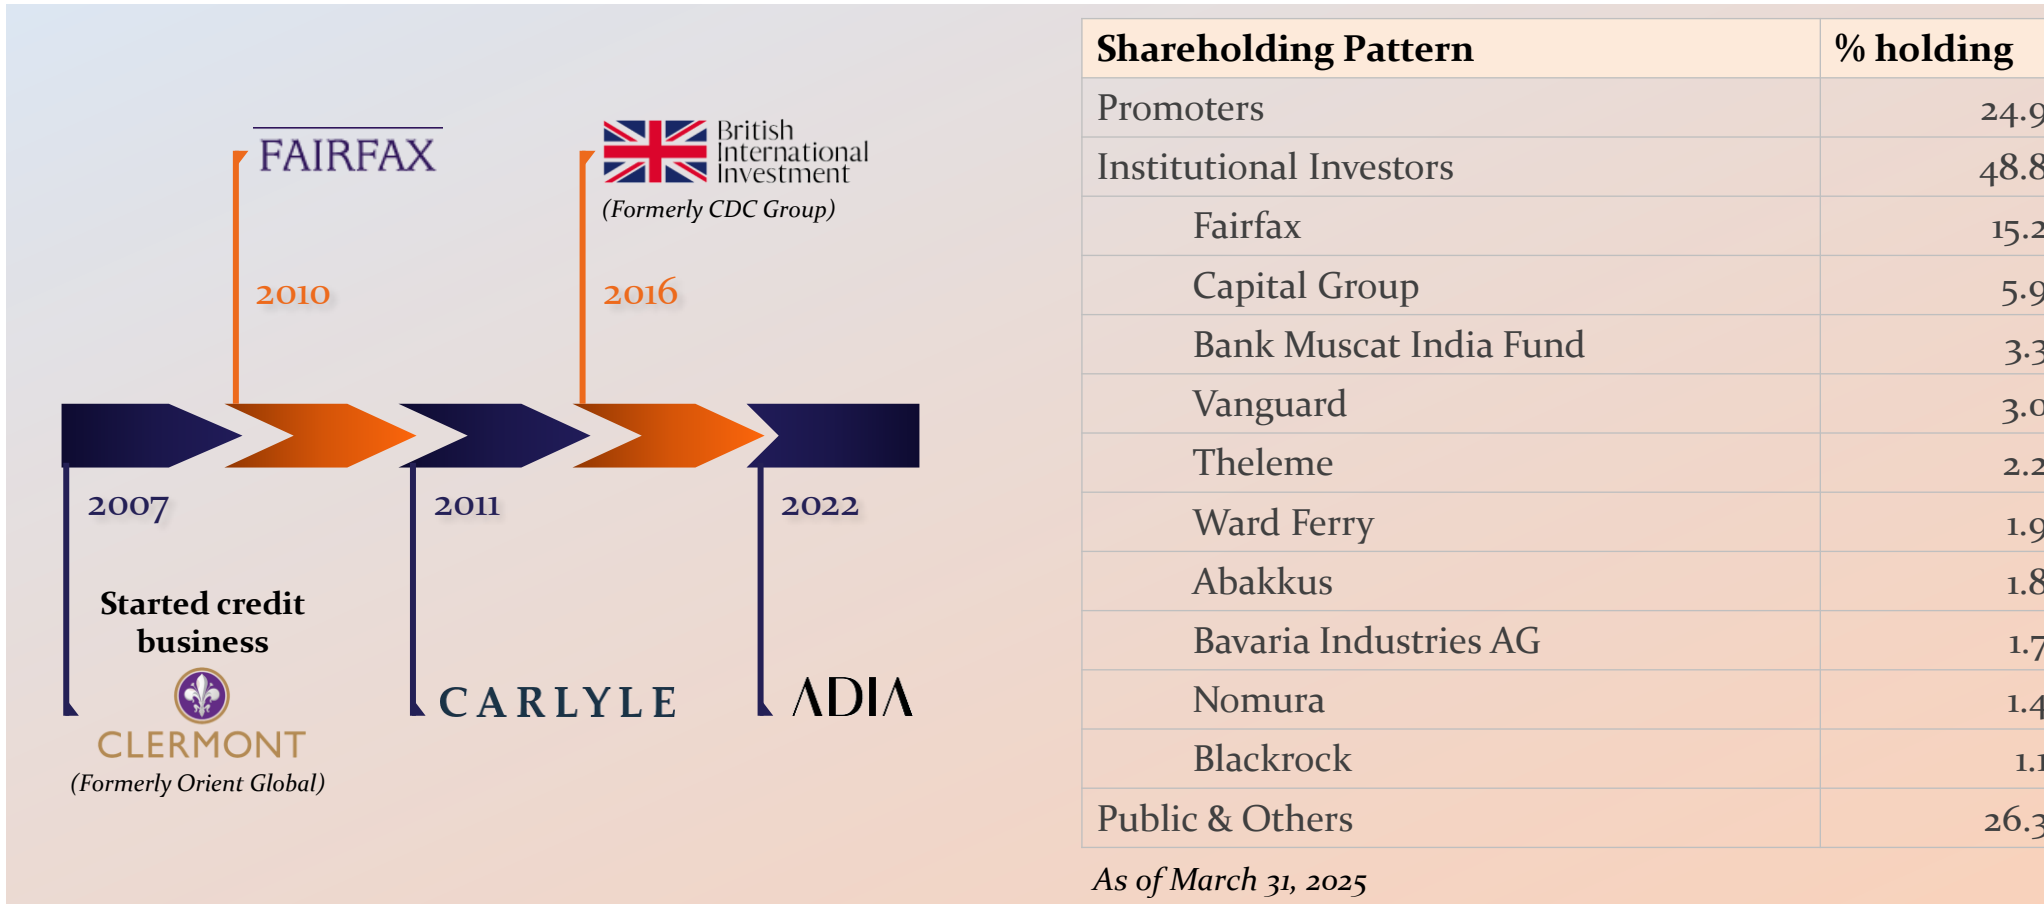 FAIRFAX
British
International
Investment
(Formerly CDC Group)
2010
2016
2007
2011
2022
Started credit
business
CLERMONT
(Formerly Orient Global)
CARLYLE
ADIA
Shareholding Pattern % holding
Promoters 24.9
Institutional Investors 48.8
Fairfax 15.2
Capital Group 5.9
Bank Muscat India Fund 3.3
Vanguard 3.0
Theleme 2.2
Ward Ferry 1.9
Abakkus 1.8
Bavaria Industries AG 1.7
Nomura 1.4
Blackrock 1.1
Public & Others 26.3
As of March 31, 2025